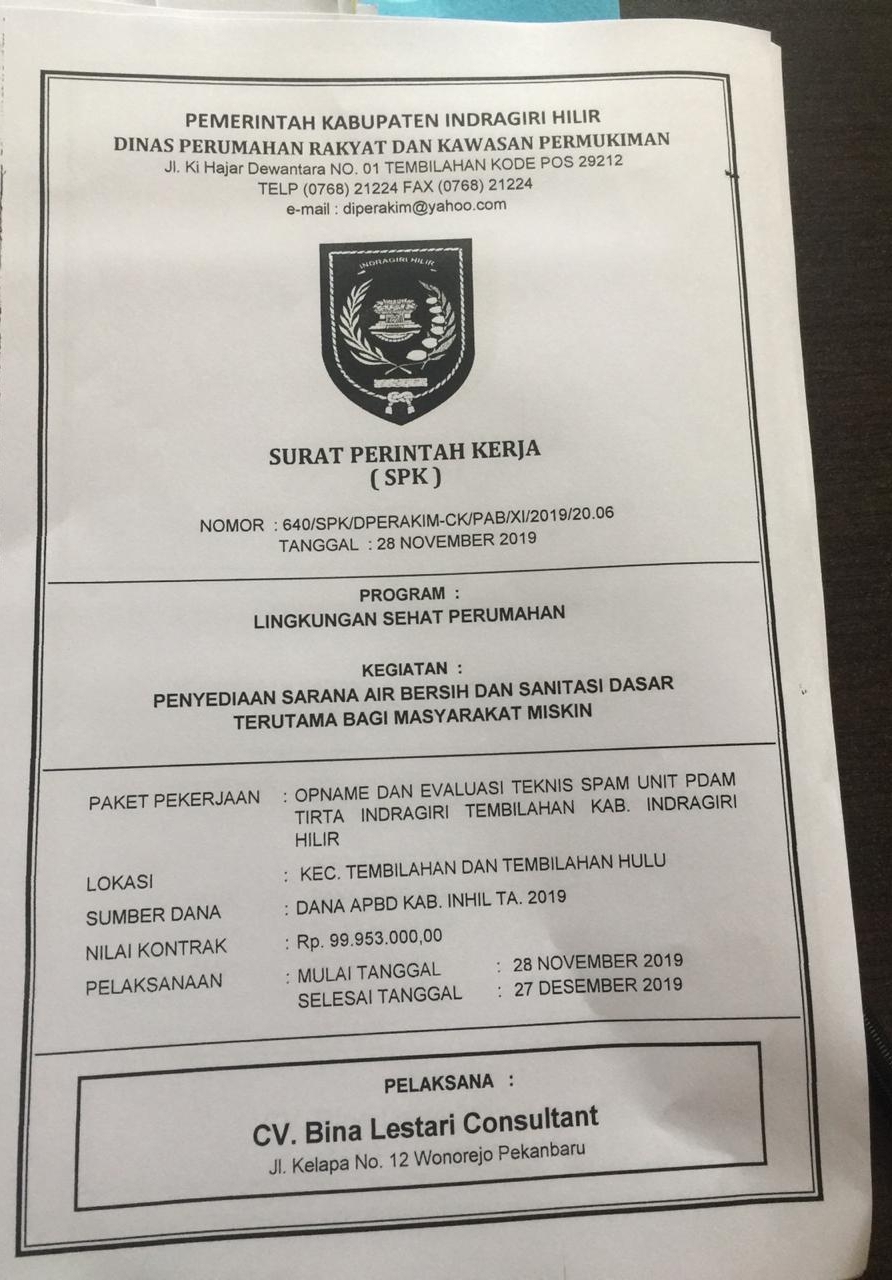 PEMERINTAH KABUPATEN INDRAGIRI HILIR
DINAS PERUMAHAN RAKYAT DAN KAWASAN PERMUKIMAN
Jl. Ki Hajar Dewantara NO. 01 TEMBILAHAN KODE POS 29212
TELP (0768) 21224 FAX (0768) 21224
e-mail : diperakim@yahoo.com
INDRAGIRI HILIR
SURAT PERINTAH KERJA
( SPK )
NOMOR : 640/SPK/DPERAKIM-CK/PAB/XI/2019/20.06
TANGGAL : 28 NOVEMBER 2019
PROGRAM :
LINGKUNGAN SEHAT PERUMAHAN
KEGIATAN :
PENYEDIAAN SARANA AIR BERSIH DAN SANITASI DASAR
TERUTAMA BAGI MASYARAKAT MISKIN
PAKET PEKERJAAN : OPNAME DAN EVALUASI TEKNIS SPAM UNIT PDAM
TIRTA INDRAGIRI TEMBILAHAN KAB. INDRAGIRI
HILIR
LOKASI : KEC. TEMBILAHAN DAN TEMBILAHAN HULU
SUMBER DANA : DANA APBD KAB. INHIL TA. 2019
NILAI KONTRAK : Rp. 99.953.000,00
PELAKSANAAN : MULAI TANGGAL : 28 NOVEMBER 2019
SELESAI TANGGAL : 27 DESEMBER 2019
PELAKSANA :
CV. Bina Lestari Consultant
Jl. Kelapa No. 12 Wonorejo Pekanbaru